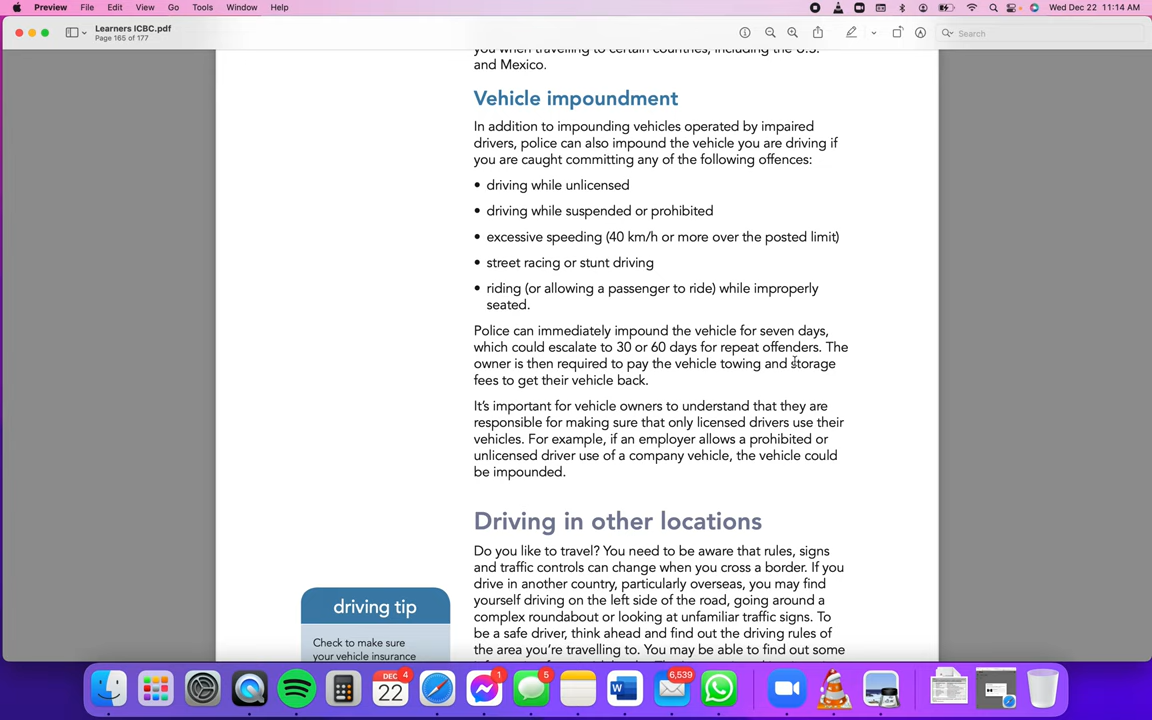 Preview File Edit View Go Tools Window Help Wed Dec 22 11:14 AM
Learners ICBC.pdf
Page 165 of 177
Search
you when travelling to certain countries, including the U.S.
and Mexico.
Vehicle impoundment
In addition to impounding vehicles operated by impaired
drivers, police can also impound the vehicle you are driving if
you are caught committing any of the following offences:
• driving while unlicensed
• driving while suspended or prohibited
• excessive speeding (40 km/h or more over the posted limit)
• street racing or stunt driving
• riding (or allowing a passenger to ride) while improperly
seated.
Police can immediately impound the vehicle for seven days,
which could escalate to 30 or 60 days for repeat offenders. The
owner is then required to pay the vehicle towing and storage
fees to get their vehicle back.
It's important for vehicle owners to understand that they are
responsible for making sure that only licensed drivers use their
vehicles. For example, if an employer allows a prohibited or
unlicensed driver use of a company vehicle, the vehicle could
be impounded.
Driving in other locations
Do you like to travel? You need to be aware that rules, signs
and traffic controls can change when you cross a border. If you
drive in another country, particularly overseas, you may find
yourself driving on the left side of the road, going around a
complex roundabout or looking at unfamiliar traffic signs. To
be a safe driver, think ahead and find out the driving rules of
the area you're travelling to. You may be able to find out some
driving tip
Check to make sure
your vehicle insurance
DEC
22
4
1
5
6,539